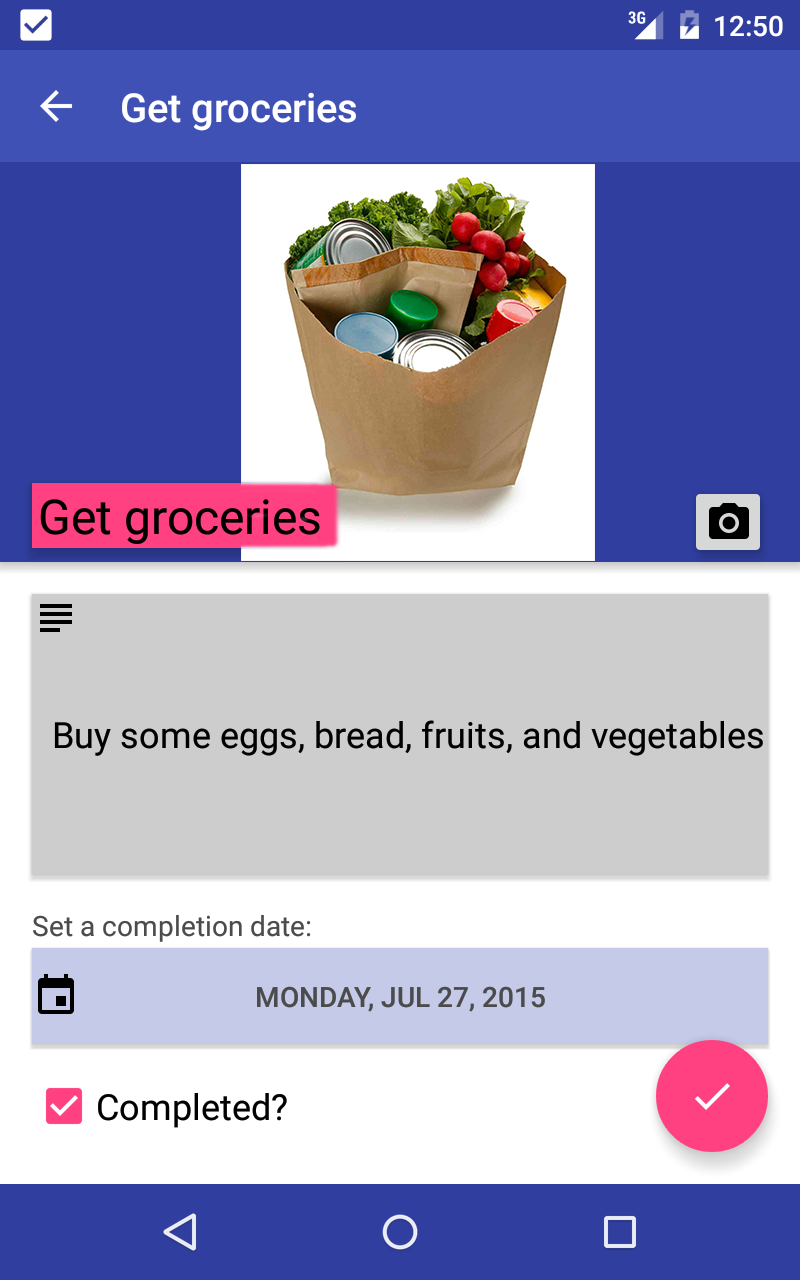 3G 12:50
Get groceries
Get groceries
Buy some eggs, bread, fruits, and vegetables
Set a completion date:
MONDAY, JUL 27, 2015
Completed?